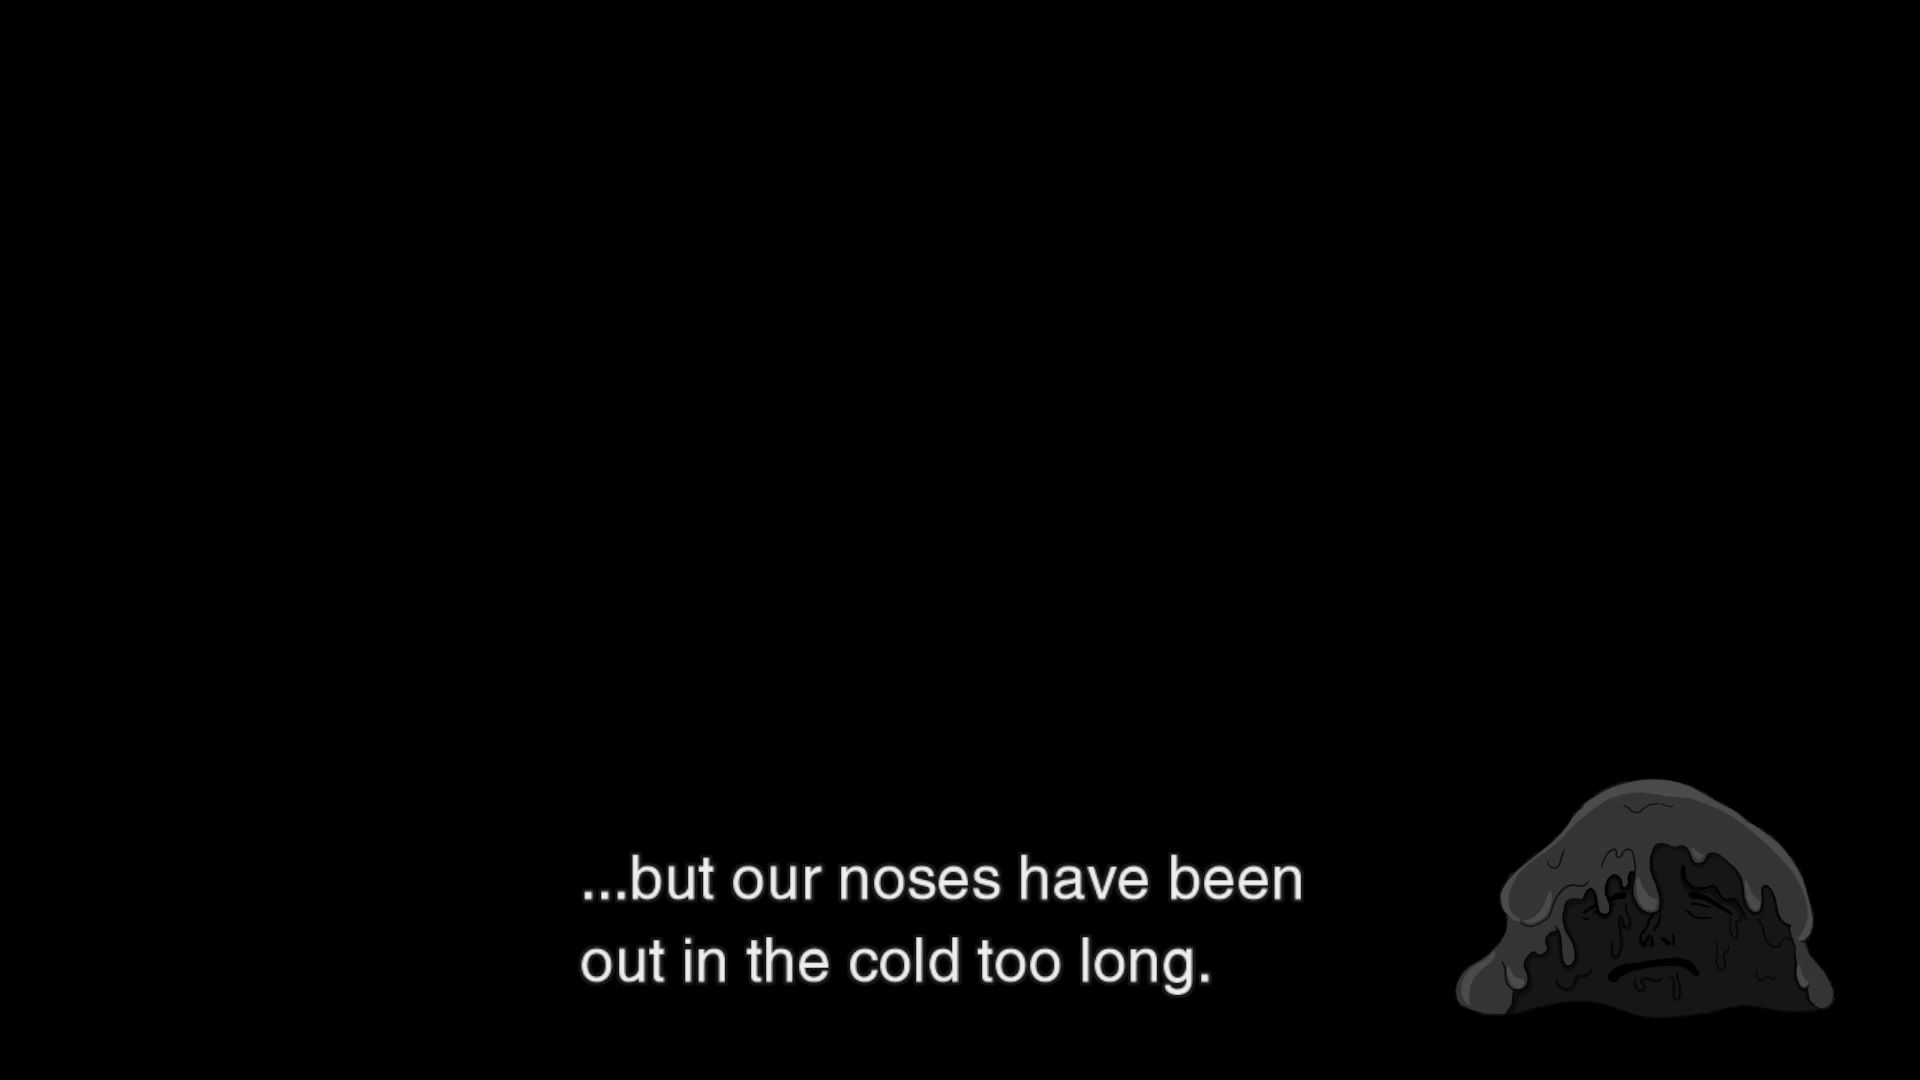 ...but our noses have been
out in the cold too long.